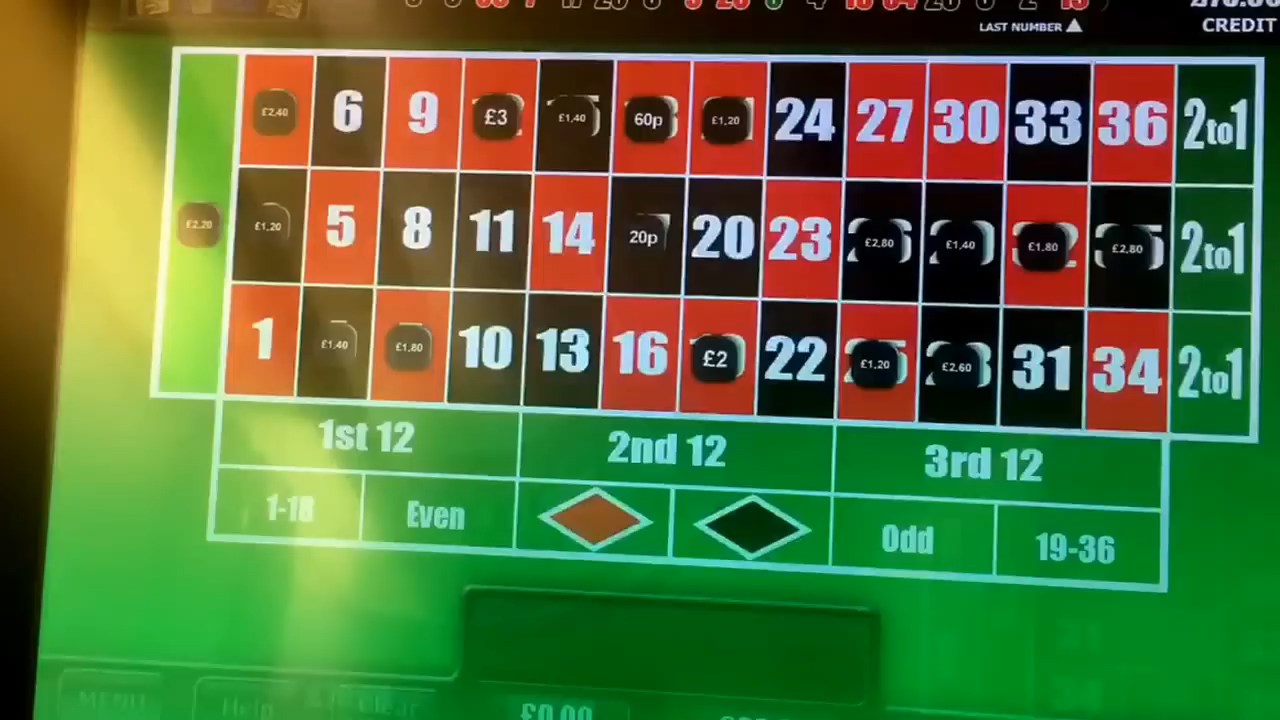 LAST NUMBER
CREDIT
£2,40 6 9 £3 £1,40 60p £1,20 24 27 30 33 36 2to1
£2,20 £1,20 5 8 11 14 20p 20 23 £2,80 £1,40 £1,80 £2,80 2to1
1 £1,40 £1,80 10 13 16 £2 22 £1,20 £2,60 31 34 2to1
1st 12 2nd 12 3rd 12
1-18 Even Odd 19-36
MENU Help Clear
£0.00